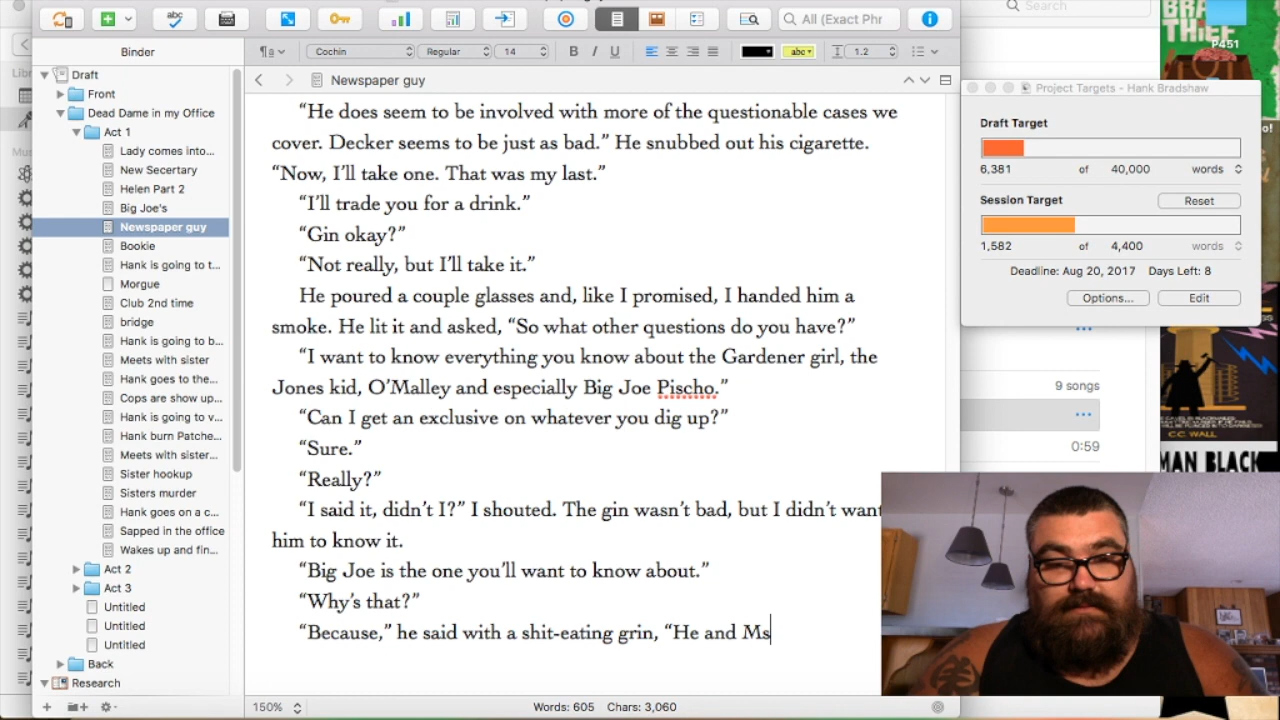 Search
abc
All (Exact Phr
P451
BRA
THIEF
Binder
Cochin
Regular
14
B
I
U
abc
1.2
Newspaper guy
Draft
Front
Dead Dame in my Office
Act 1
Lady comes into...
New Secertary
Helen Part 2
Big Joe's
Newspaper guy
Bookie
Hank is going to t...
Morgue
Club 2nd time
bridge
Hank is going to b...
Meets with sister
Hank goes to the...
Cops are show up...
Hank is going to v...
Hank burn Patche...
Meets with sister...
Sister hookup
Sisters murder
Hank goes on a c...
Sapped in the office
Wakes up and fin...
Act 2
Act 3
Untitled
Untitled
Untitled
Back
Research
“He does seem to be involved with more of the questionable cases we
cover. Decker seems to be just as bad.” He snubbed out his cigarette.
“Now, I’ll take one. That was my last.”
“I’ll trade you for a drink.”
“Gin okay?”
“Not really, but I’ll take it.”
He poured a couple glasses and, like I promised, I handed him a
smoke. He lit it and asked, “So what other questions do you have?”
“I want to know everything you know about the Gardener girl, the
Jones kid, O’Malley and especially Big Joe Pischo.”
“Can I get an exclusive on whatever you dig up?”
“Sure.”
“Really?”
“I said it, didn’t I?” I shouted. The gin wasn’t bad, but I didn’t want
him to know it.
“Big Joe is the one you’ll want to know about.”
“Why’s that?”
“Because,” he said with a shit-eating grin, “He and Ms
150%
Words: 605 Chars: 3,060
Project Targets - Hank Bradshaw
Draft Target
6,381 of 40,000 words
Session Target
Reset
1,582 of 4,400 words
Deadline: Aug 20, 2017 Days Left: 8
Options...
Edit
9 songs
0:59
C.C. WALL
MAN BLACK